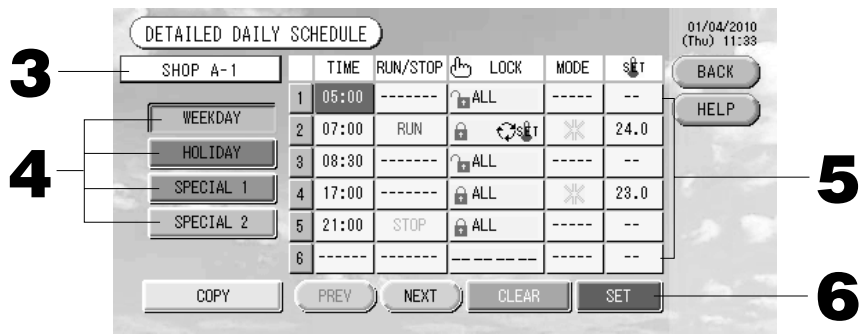 DETAILED DAILY SCHEDULE
01/04/2010
(Thu) 11:33
3
SHOP A-1
TIME RUN/STOP LOCK MODE SET
BACK
HELP
4
WEEKDAY
HOLIDAY
SPECIAL 1
SPECIAL 2
1 05:00 ------- ALL ----- --
2 07:00 RUN SET 24.0
3 08:30 ------- ALL ----- --
4 17:00 ------- ALL 23.0
5 21:00 STOP ALL ----- --
6 ------ ------- -------- ----- --
5
COPY PREV NEXT CLEAR SET
6